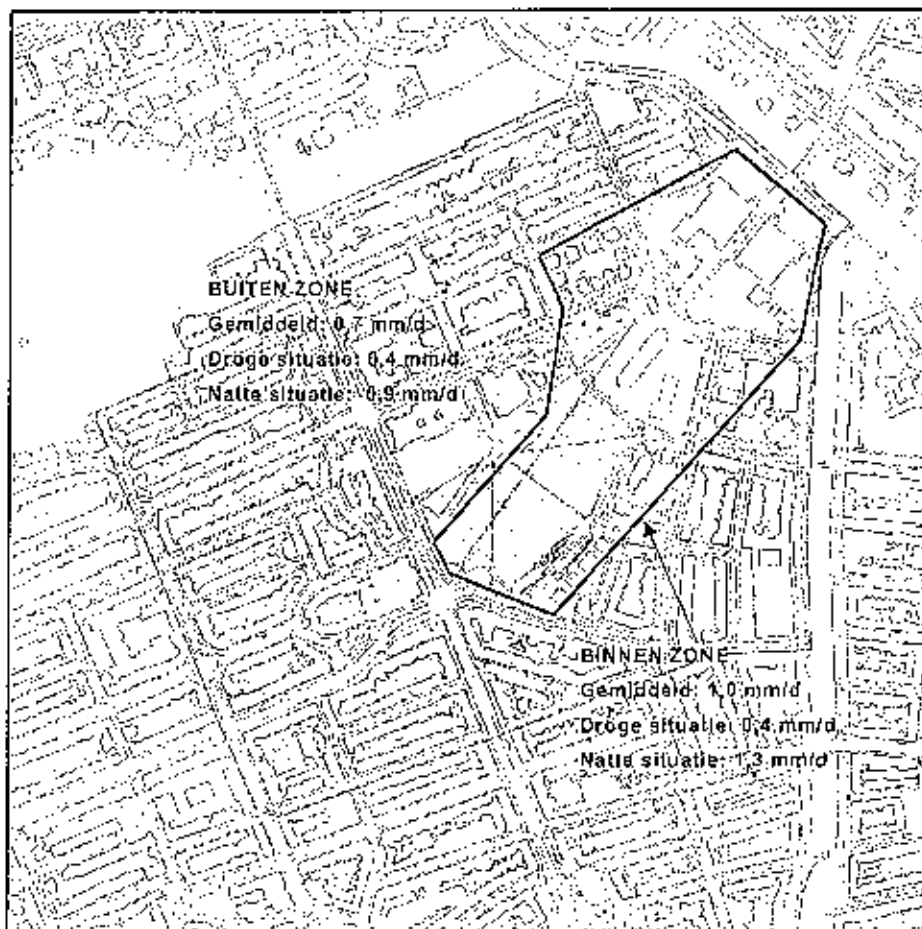 BUITEN ZONE
Gemiddeld: 0,7 mm/d
Droge situatie: 0,4 mm/d
Natte situatie: 0,9 mm/d
BINNEN ZONE
Gemiddeld: 1,0 mm/d
Droge situatie: 0,4 mm/d
Natte situatie: 1,3 mm/d